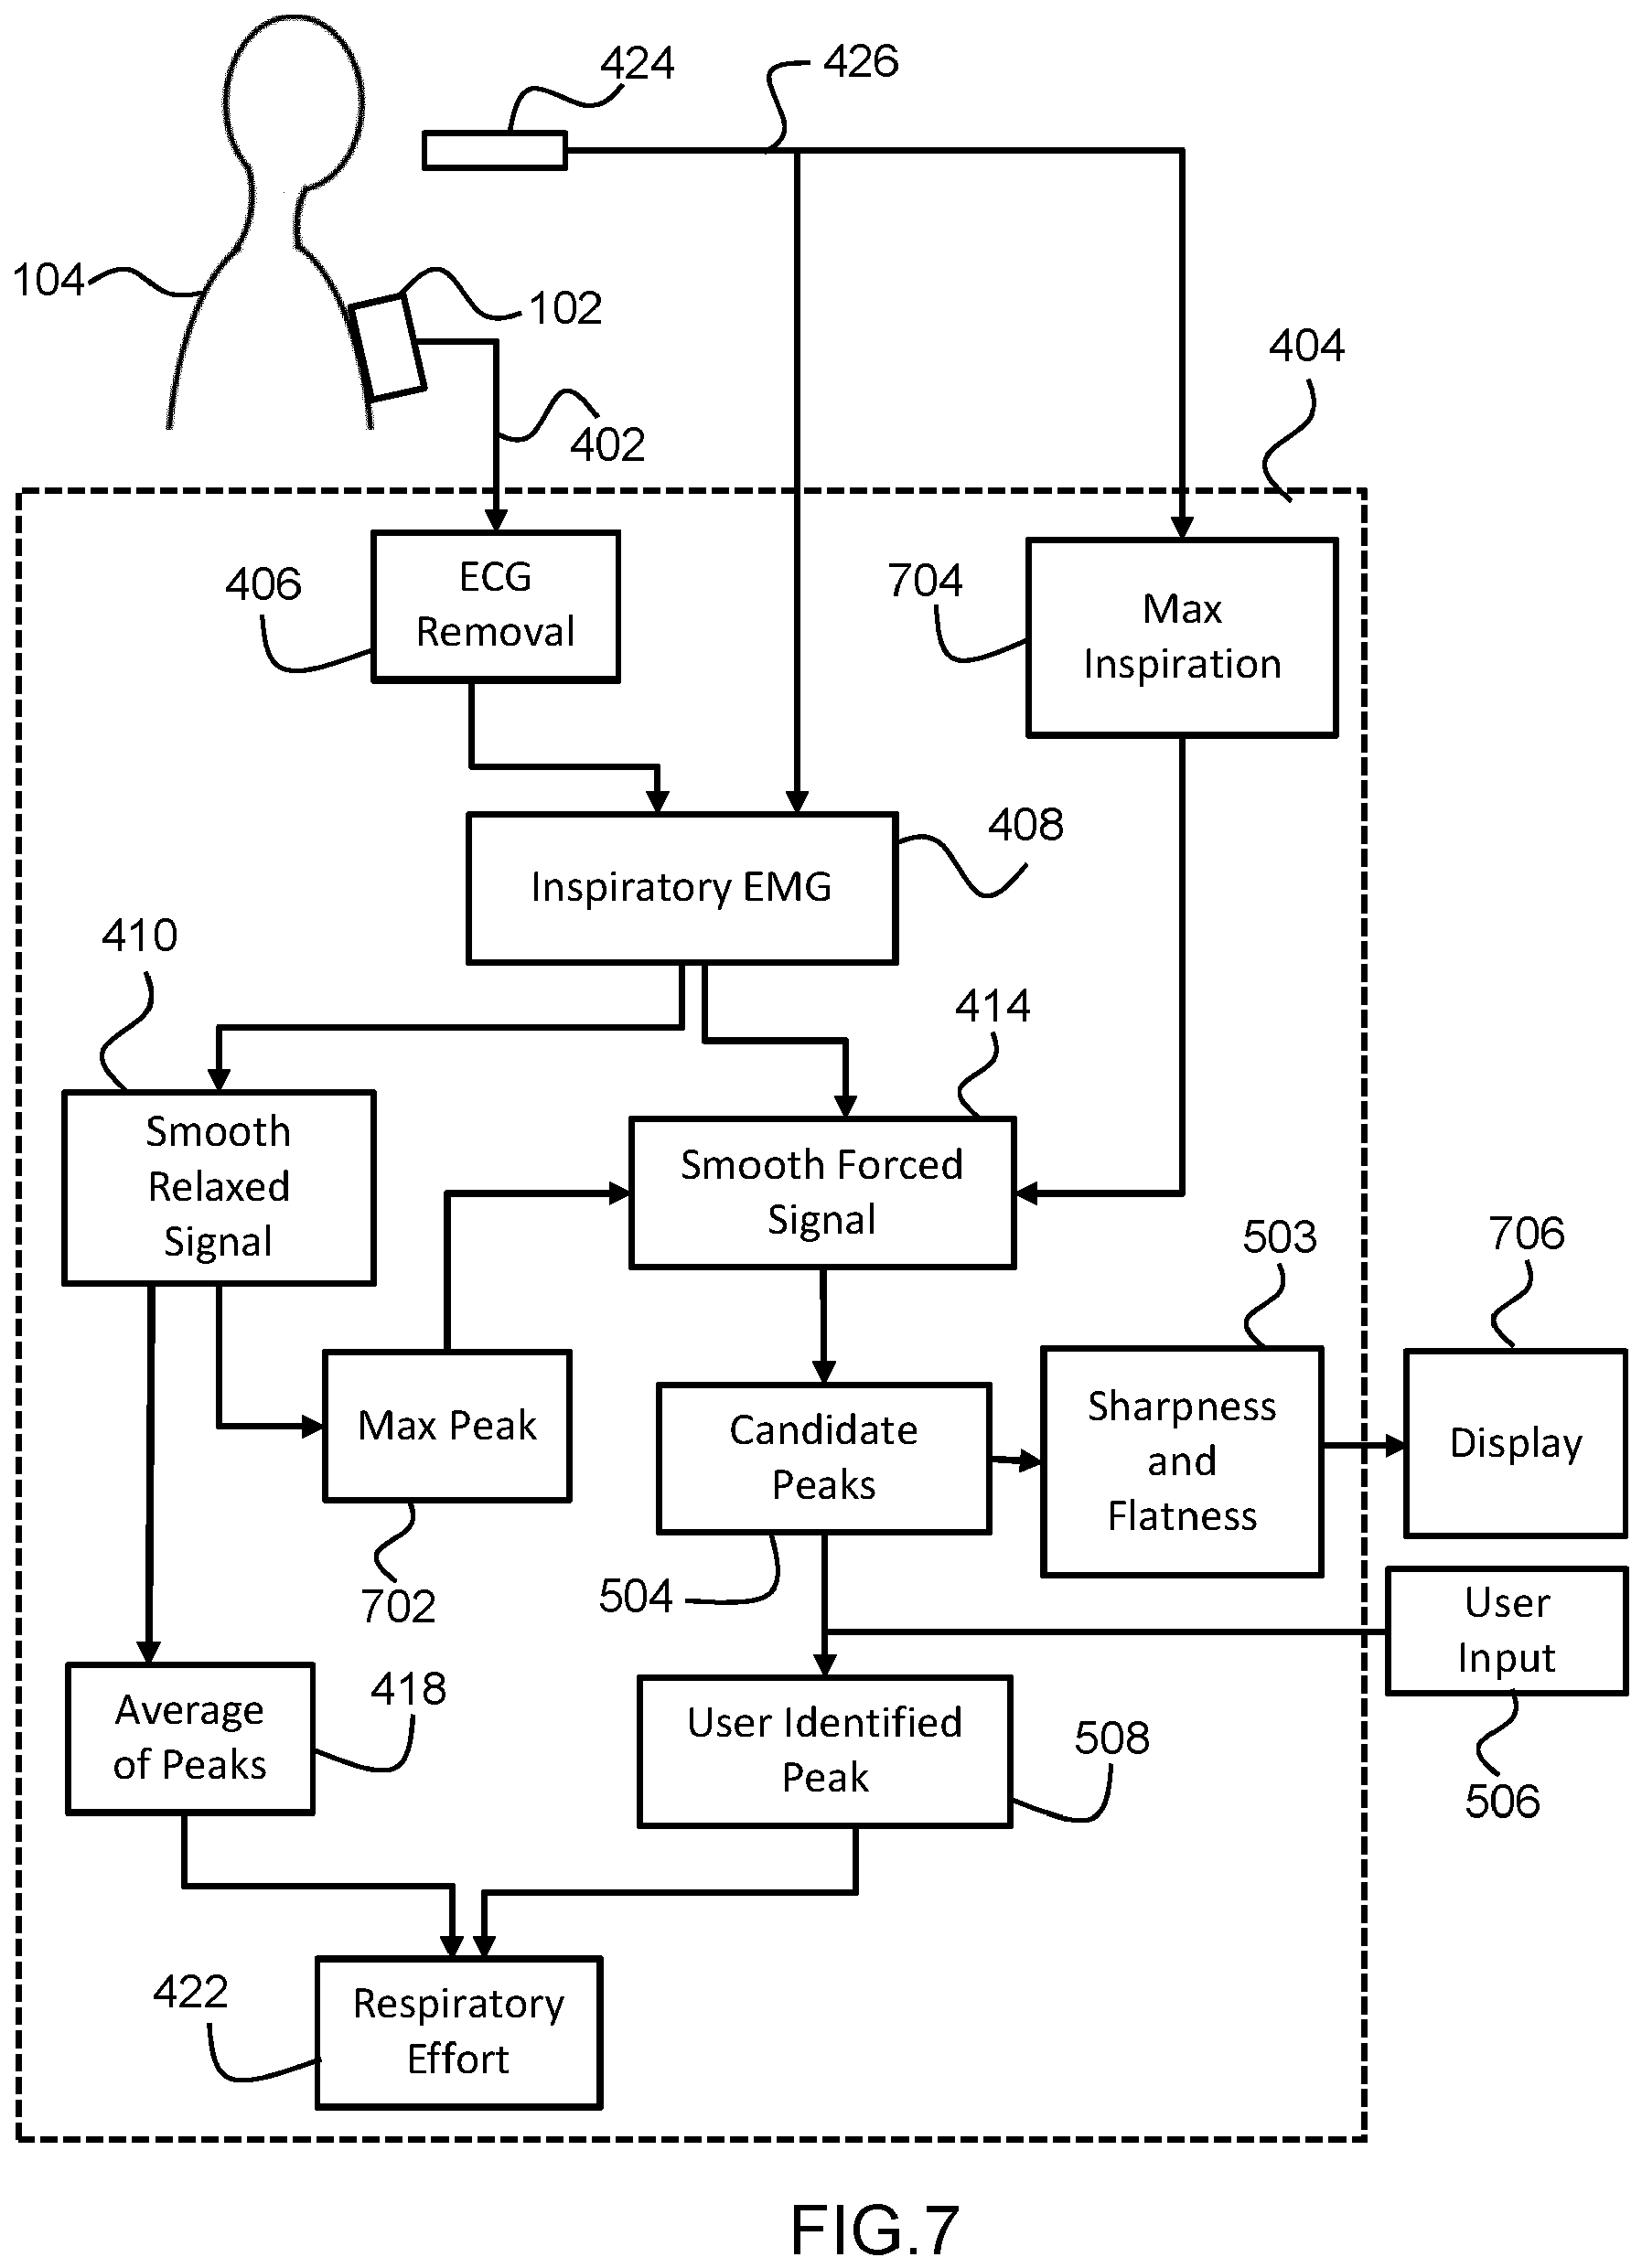 424
426
104
102
404
402
406
ECG
Removal
704
Max
Inspiration
408
Inspiratory EMG
410
414
Smooth
Relaxed
Signal
Smooth Forced
Signal
503
706
Max Peak
Candidate
Peaks
Sharpness
and
Flatness
Display
702
504
User
Input
418
Average
of Peaks
User Identified
Peak
508
506
422
Respiratory
Effort
FIG.7